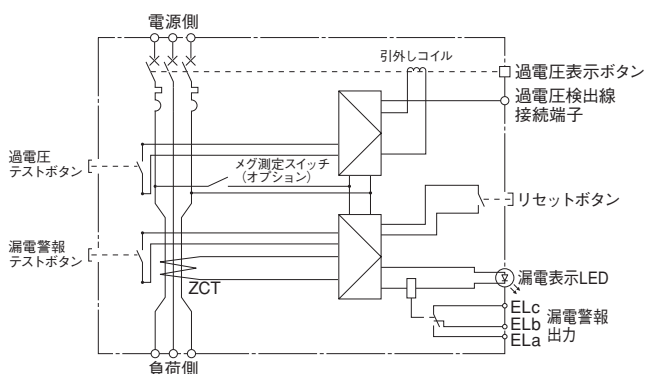 電源側
引外しコイル
過電圧表示ボタン
過電圧検出線
接続端子
過電圧
テストボタン
メグ測定スイッチ
（オプション）
リセットボタン
漏電警報
テストボタン
ZCT
漏電表示LED
ELc
ELb
ELa
漏電警報
出力
負荷側